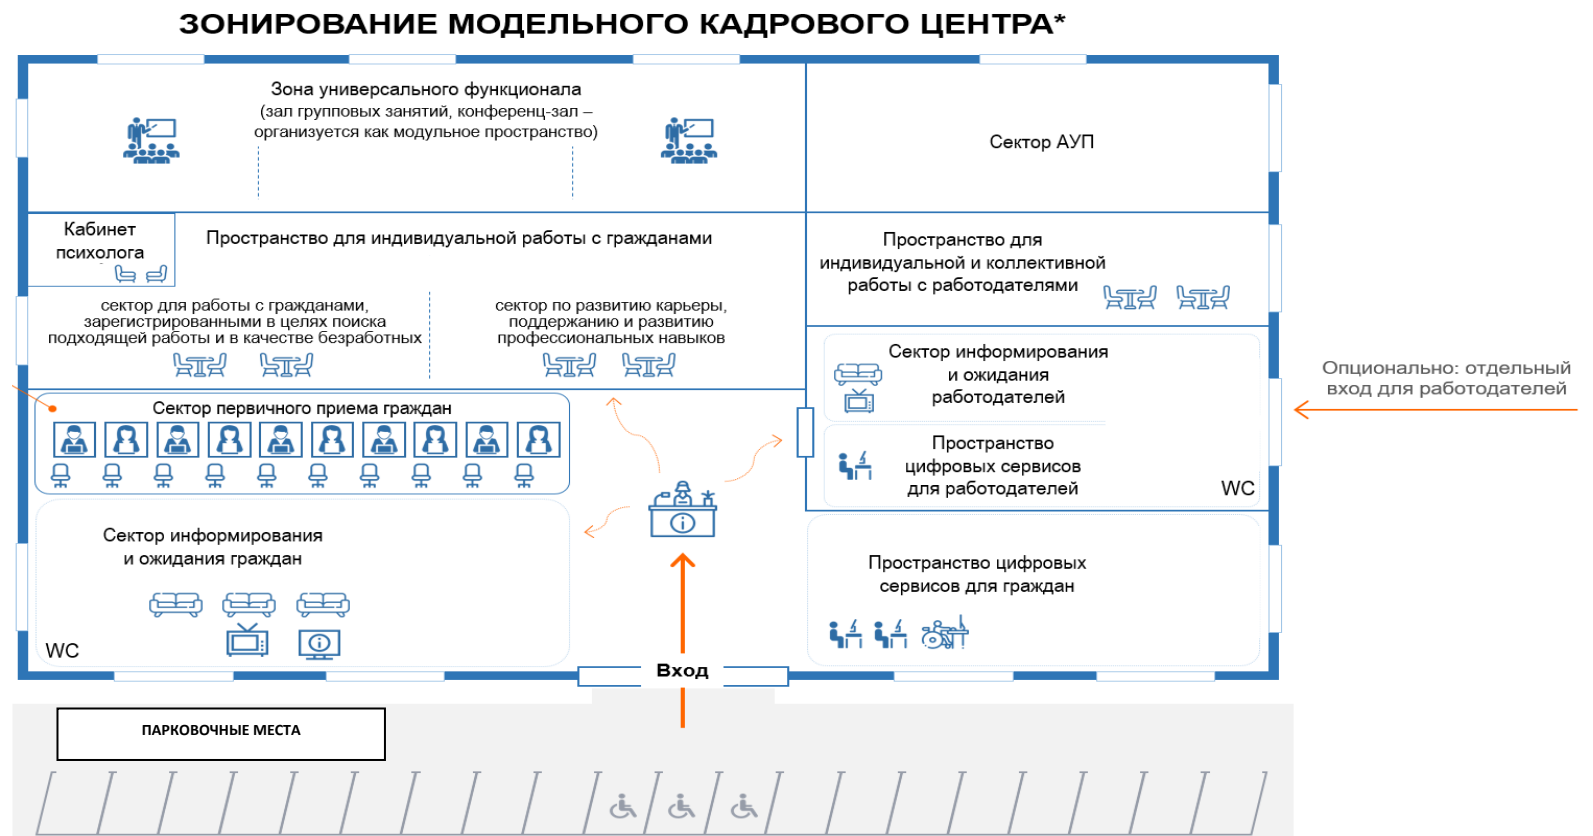 ЗОНИРОВАНИЕ МОДЕЛЬНОГО КАДРОВОГО ЦЕНТРА*
Зона универсального функционала
(зал групповых занятий, конференц-зал –
организуется как модульное пространство)
Сектор АУП
Кабинет
психолога
Пространство для индивидуальной работы с гражданами
сектор для работы с гражданами,
зарегистрированными в целях поиска
подходящей работы и в качестве безработных
сектор по развитию карьеры,
поддержанию и развитию
профессиональных навыков
Пространство для
индивидуальной и коллективной
работы с работодателями
Сектор информирования
и ожидания
работодателей
Опционально: отдельный
вход для работодателей
Сектор первичного приема граждан
Пространство
цифровых сервисов
для работодателей
WC
Сектор информирования
и ожидания граждан
WC
Пространство цифровых
сервисов для граждан
Вход
ПАРКОВОЧНЫЕ МЕСТА